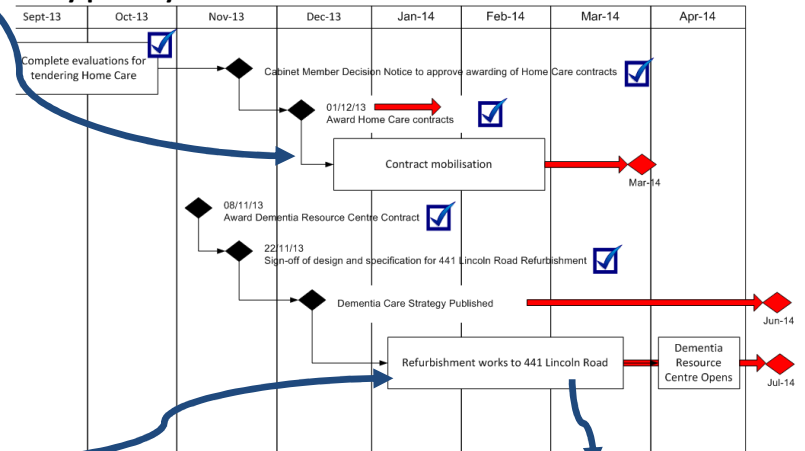 Sept-13 Oct-13 Nov-13 Dec-13 Jan-14 Feb-14 Mar-14 Apr-14
Complete evaluations for
tendering Home Care
Cabinet Member Decision Notice to approve awarding of Home Care contracts
01/12/13
Award Home Care contracts
Contract mobilisation
Mar-14
08/11/13
Award Dementia Resource Centre Contract
22/11/13
Sign-off of design and specification for 441 Lincoln Road Refurbishment
Dementia Care Strategy Published
Jun-14
Refurbishment works to 441 Lincoln Road
Dementia
Resource
Centre Opens
Jul-14